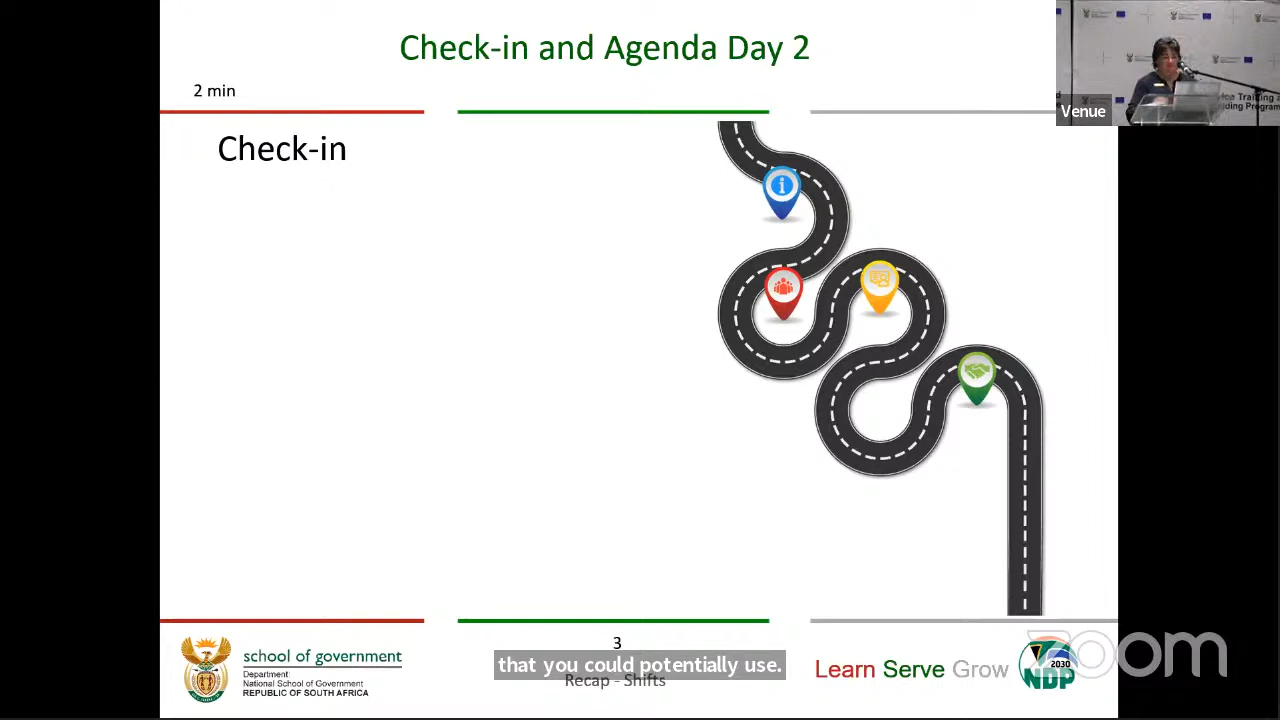 Check-in and Agenda Day 2
2 min
Venue
Check-in
3
that you could potentially use.
Recap - Shifts
school of government
Department:
National School of Government
REPUBLIC OF SOUTH AFRICA
Learn Serve Grow
2030
NDP
zoom